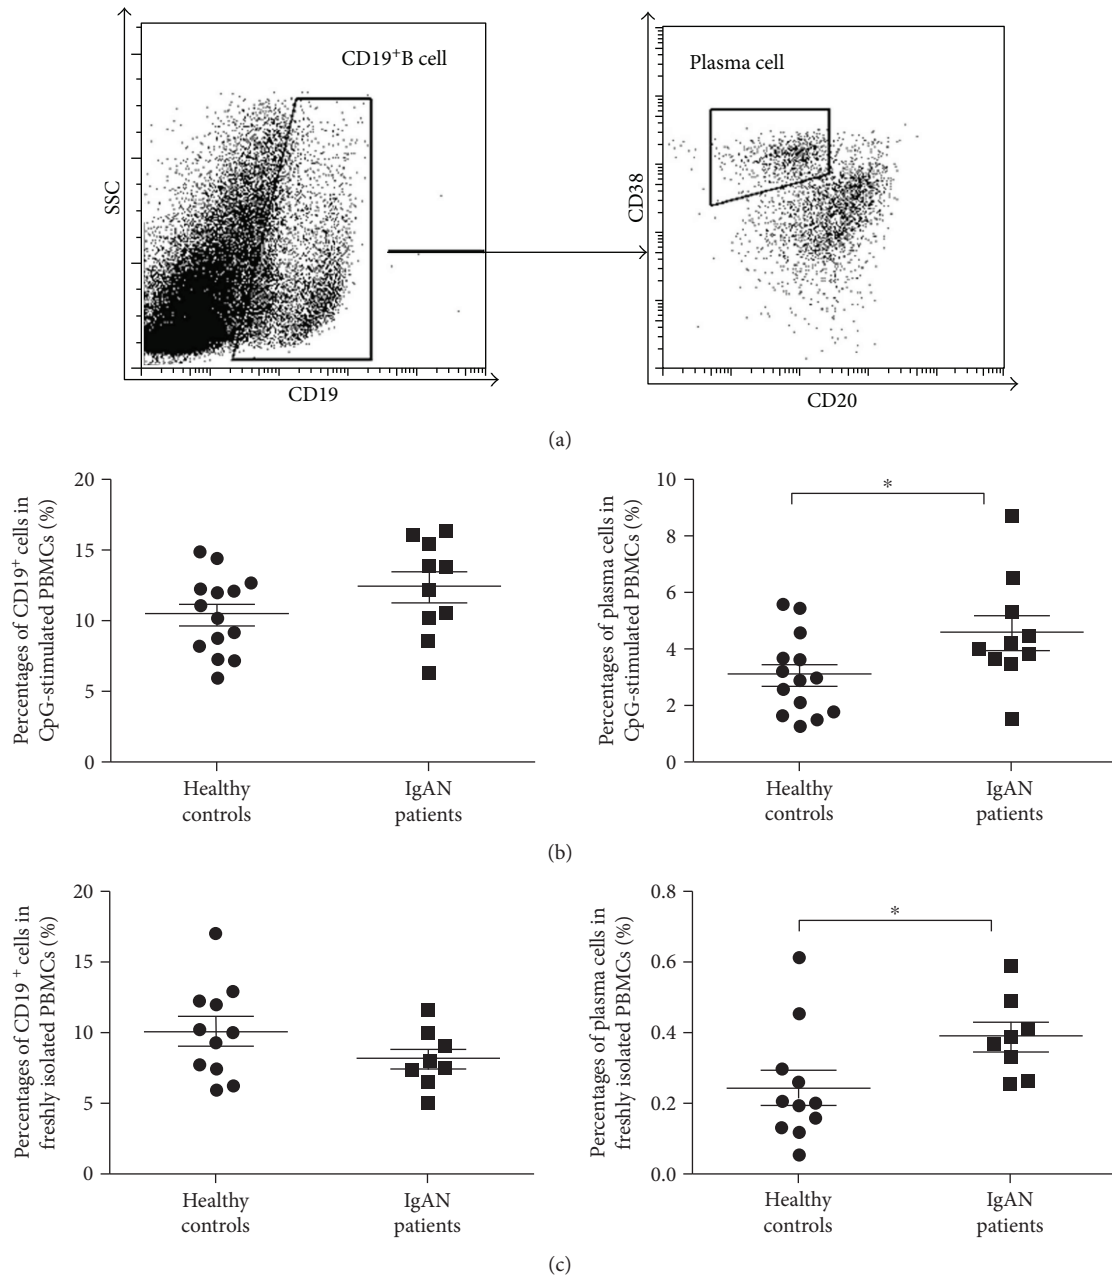 CD19⁺B cell
SSC
CD19
Plasma cell
CD38
CD20
(a)
Percentages of CD19⁺ cells in
CpG-stimulated PBMCs (%)
20
15
10
5
0
Healthy
controls
IgAN
patients
Percentages of plasma cells in
CpG-stimulated PBMCs (%)
10
8
6
4
2
0
*
Healthy
controls
IgAN
patients
(b)
Percentages of CD19 ⁺ cells in
freshly isolated PBMCs (%)
20
15
10
5
0
Healthy
controls
IgAN
patients
Percentages of plasma cells in
freshly isolated PBMCs (%)
0.8
0.6
0.4
0.2
0.0
*
Healthy
controls
IgAN
patients
(c)